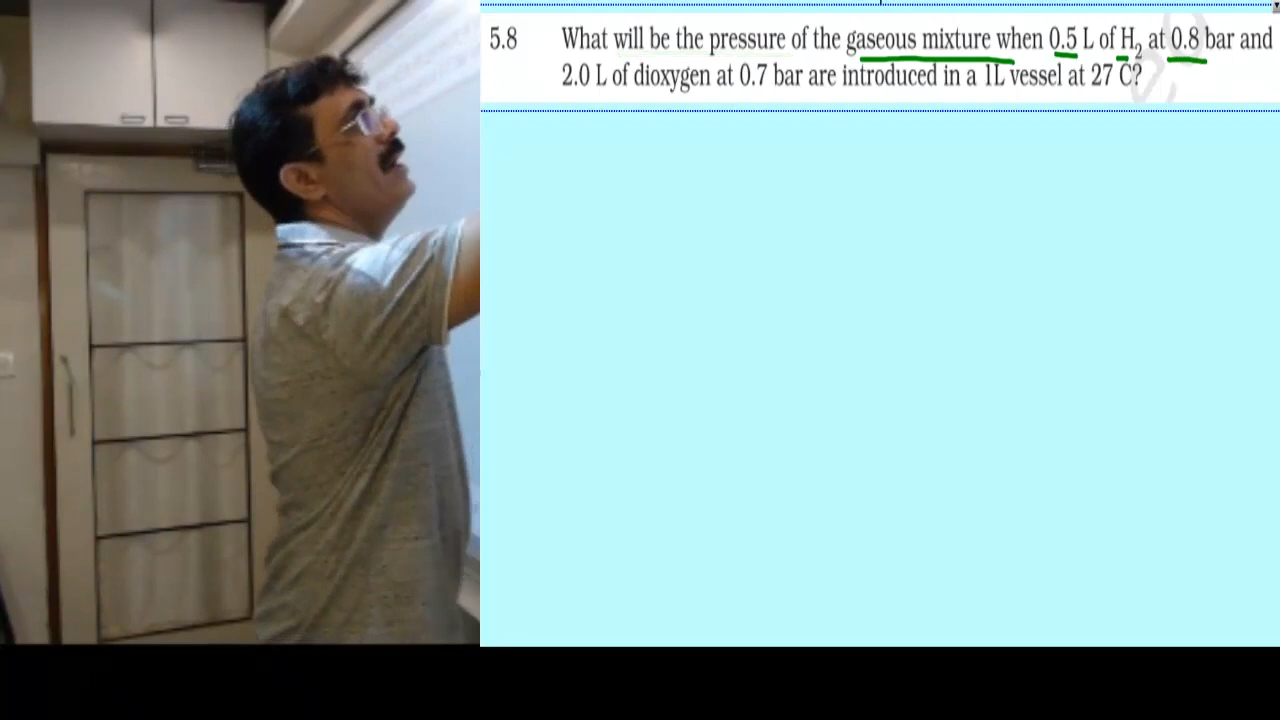 5.8 What will be the pressure of the gaseous mixture when 0.5 L of H₂ at 0.8 bar and
2.0 L of dioxygen at 0.7 bar are introduced in a 1L vessel at 27 C?